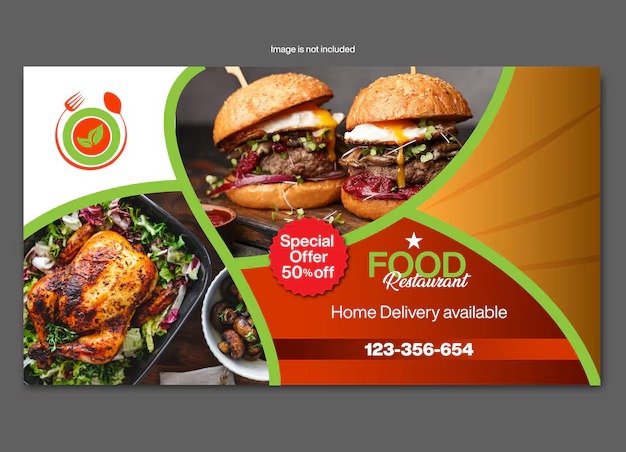 Image is not included
Special
Offer
50% off
FOOD
Restaurant
Home Delivery available
123-356-654